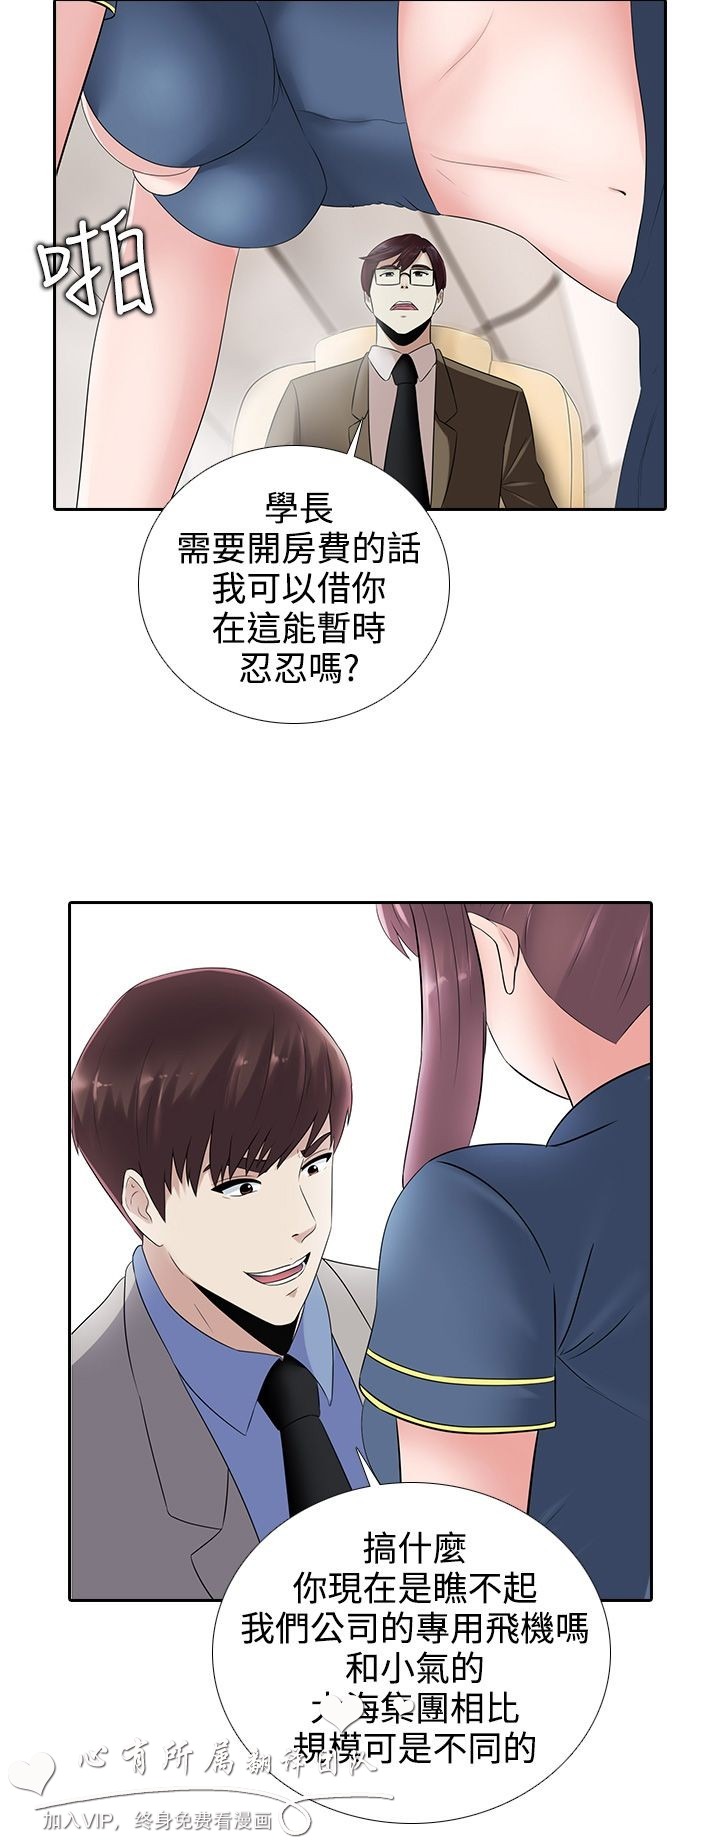 啪
學長
需要開房費的話
我可以借你
在這能暫時
忍忍嗎?
搞什麼
你現在是瞧不起
我們公司的專用飛機嗎
和小氣的
大海集團相比
規模可是不同的
心有所属翻译团队
加入VIP，终身免费看漫画